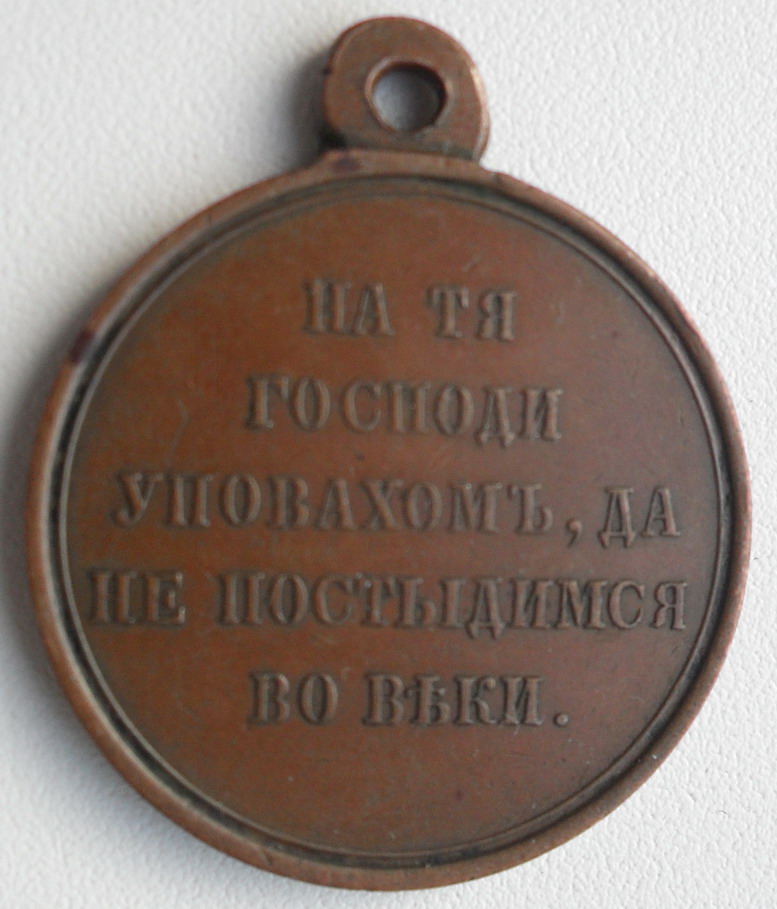 НА ТЯ
ГОСПОДИ
УПОВАХОМЪ, ДА
НЕ ПОСТЫДИМСЯ
ВО ВѢКИ.